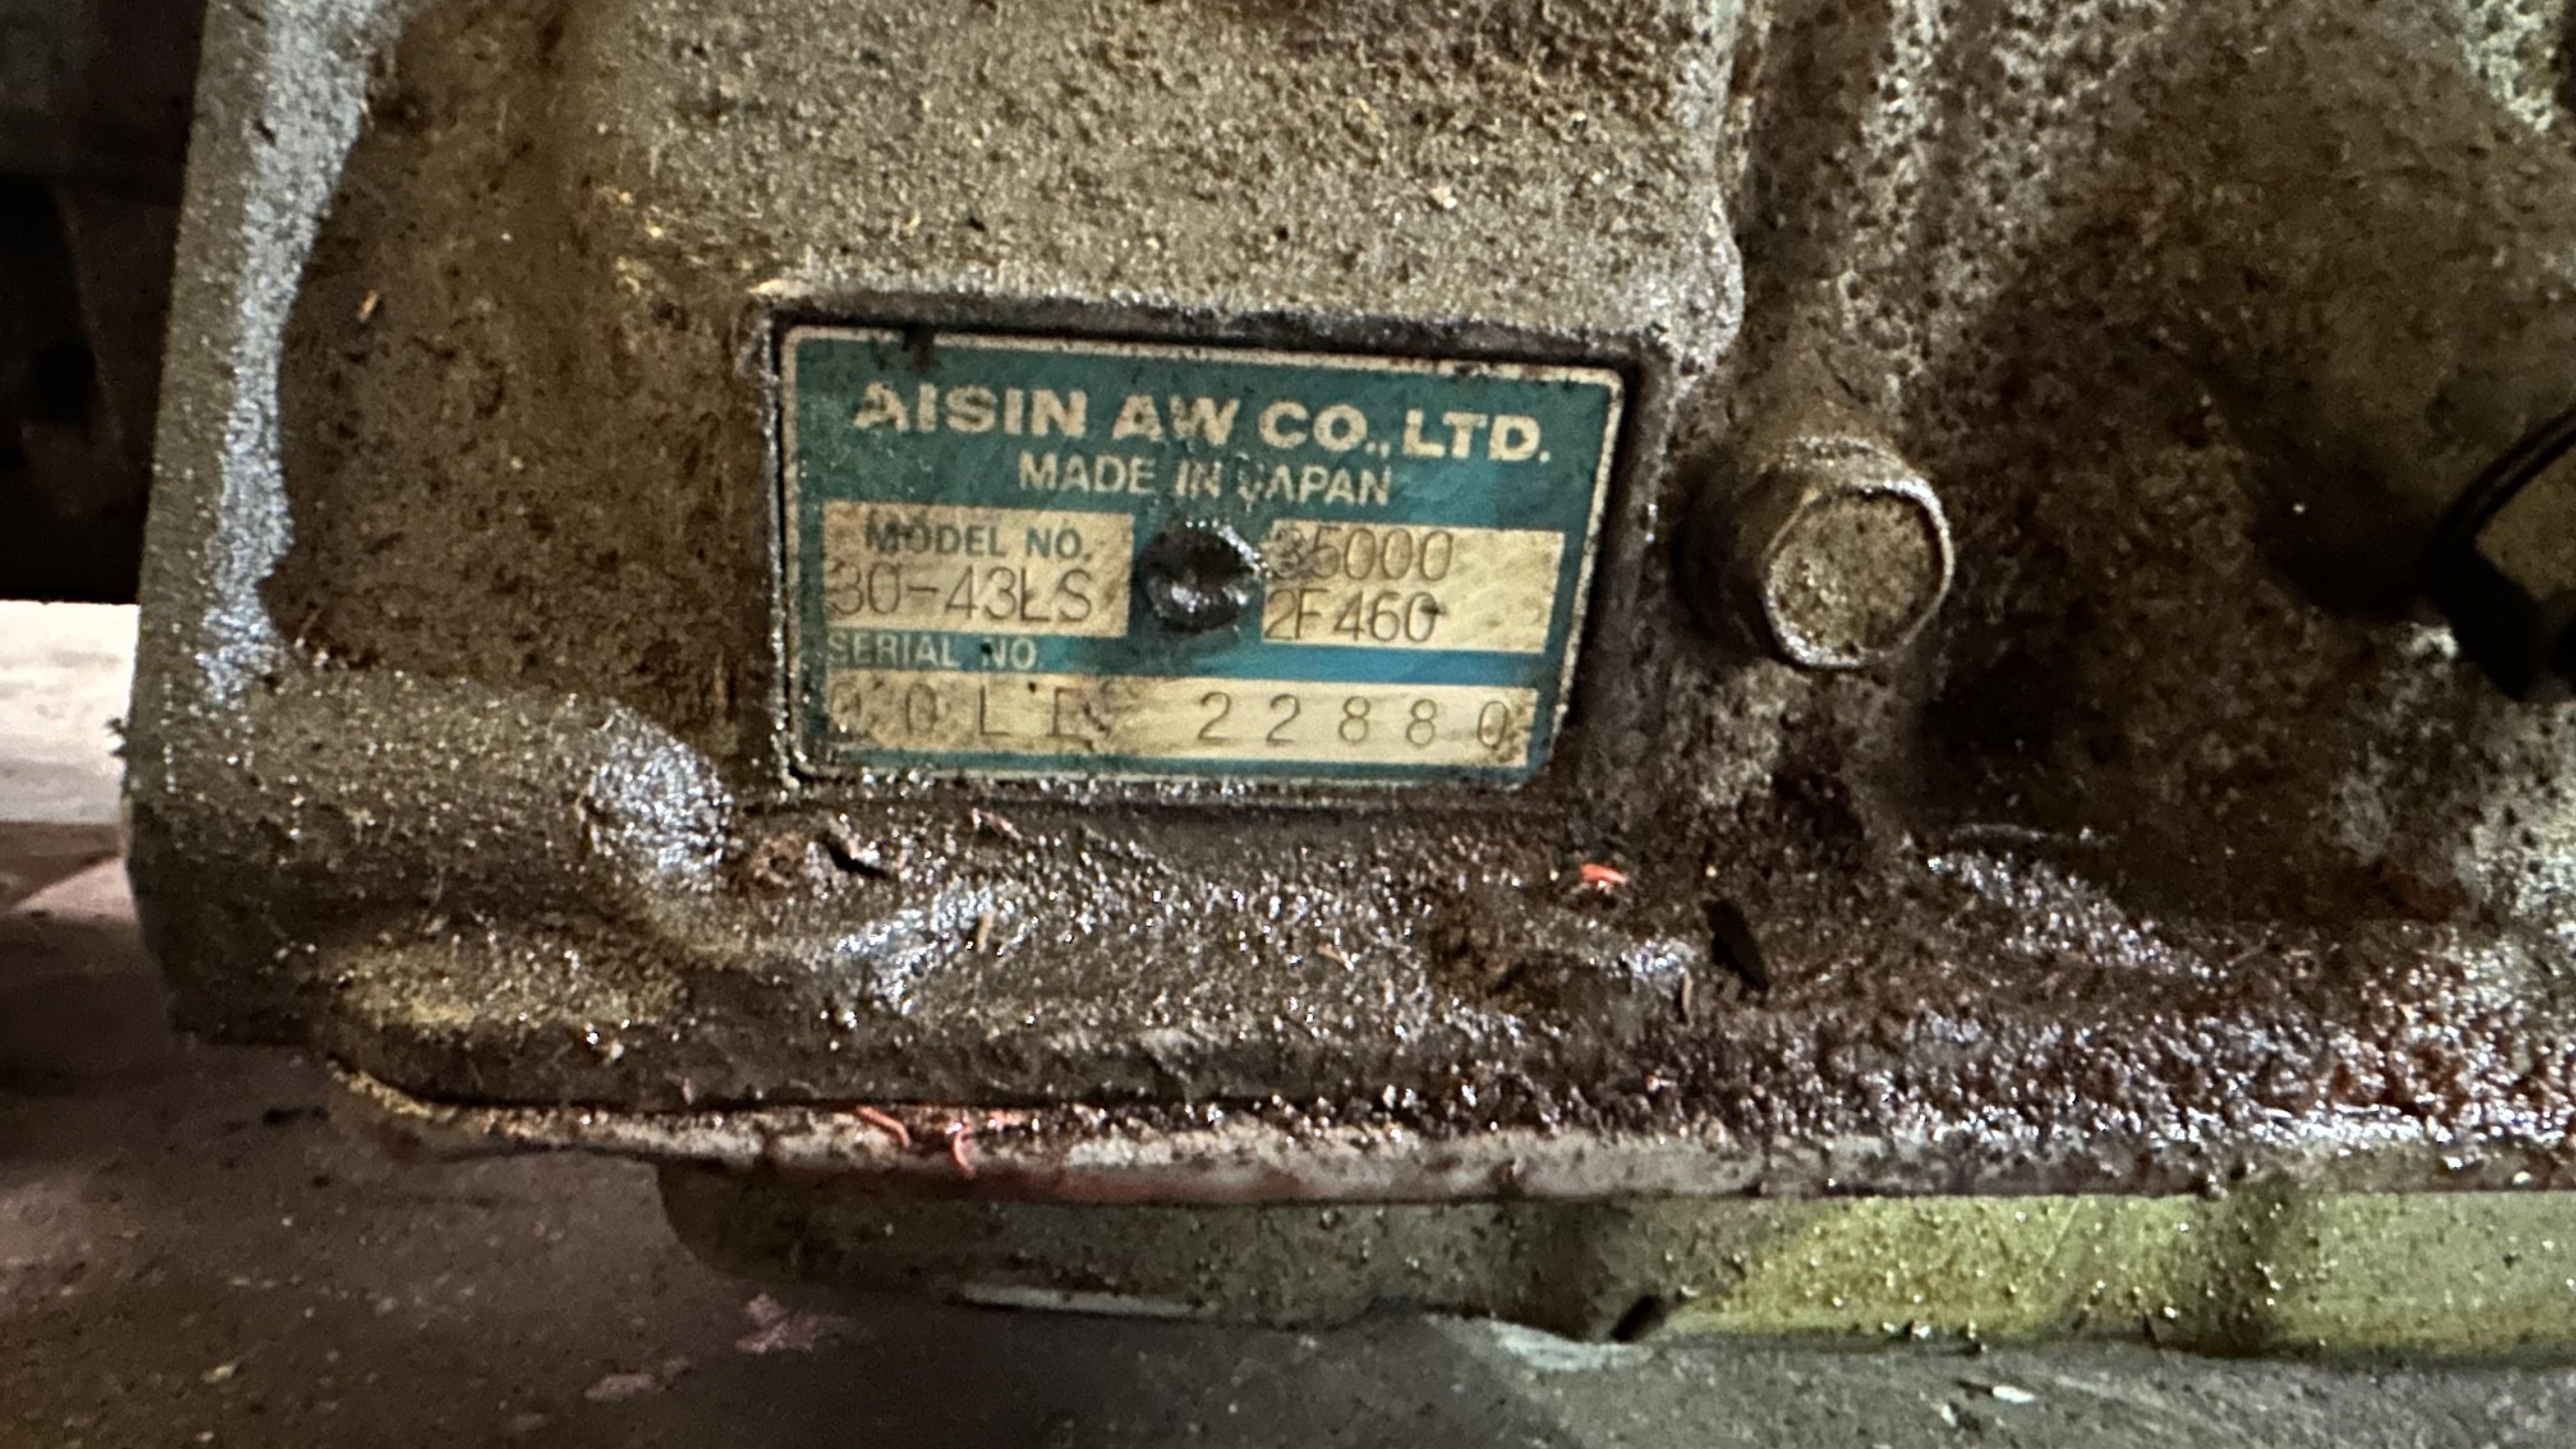 AISIN AW CO., LTD.
MADE IN JAPAN
MODEL NO.
30-43LS
35000
2F460
SERIAL NO.
22880